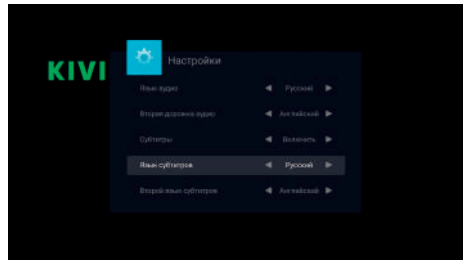 KIVI
Настройки
Язык аудио
Русский
Вторая дорожка аудио
Английский
Субтитры
Включить
Язык субтитров
Русский
Второй язык субтитров
Английский